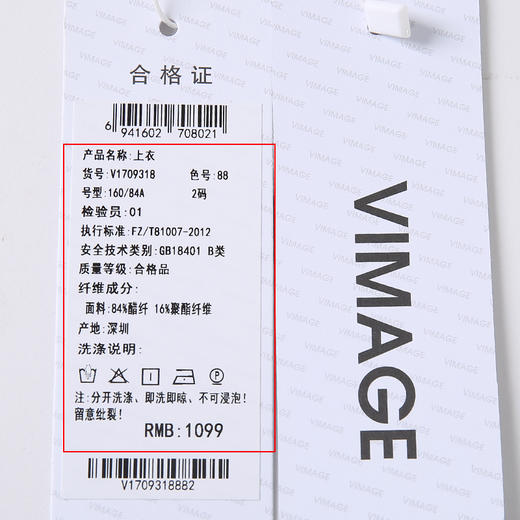 合格证
6 941602 708021
产品名称:上衣
货号:V1709318 色号:88
号型:160/84A 2码
检验员:01
执行标准:FZ/T81007-2012
安全技术类别:GB18401 B类
质量等级:合格品
纤维成分:
面料:84%醋纤 16%聚酯纤维
产地:深圳
洗涤说明:
注:分开洗涤、即洗即晾、不可浸泡!
留意纰裂!
RMB:1099
V1709318882
VIMAGE